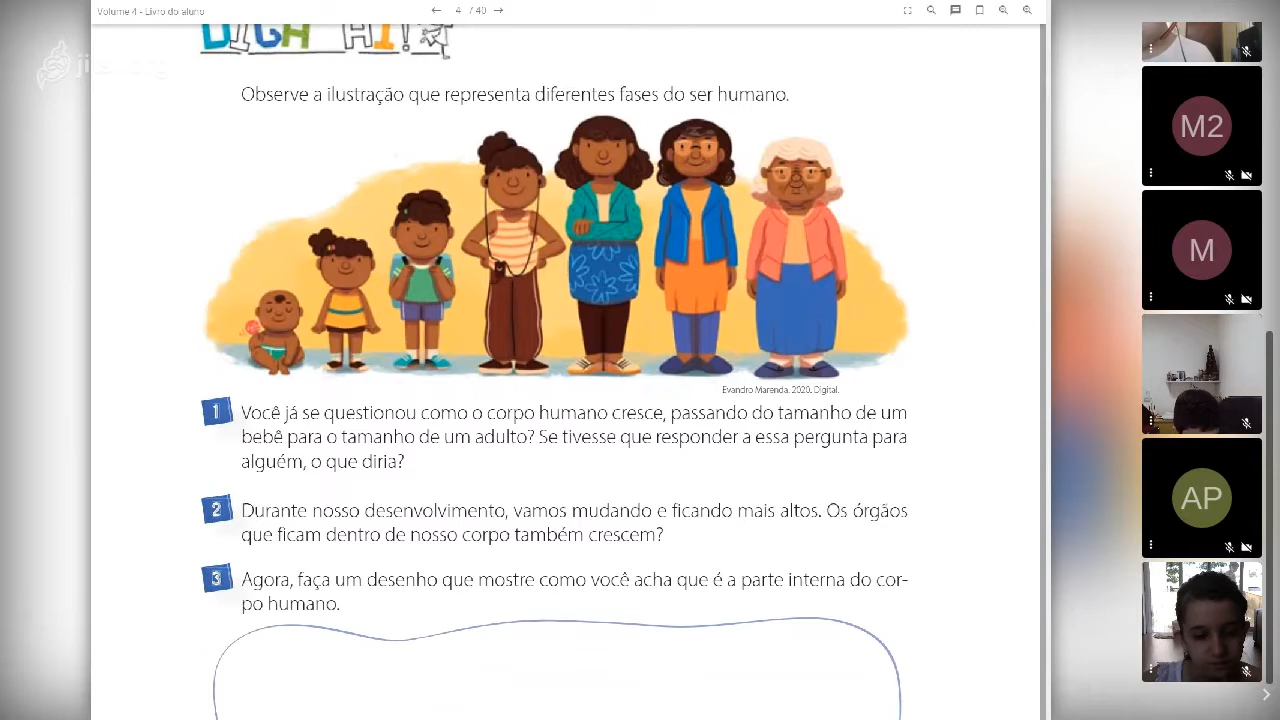 Volume 4 - Livro do aluno
4 / 40
DIGA AÍ!
Observe a ilustração que representa diferentes fases do ser humano.
Evandro Marenda. 2020. Digital.
1 Você já se questionou como o corpo humano cresce, passando do tamanho de um
bebê para o tamanho de um adulto? Se tivesse que responder a essa pergunta para
alguém, o que diria?
2 Durante nosso desenvolvimento, vamos mudando e ficando mais altos. Os órgãos
que ficam dentro de nosso corpo também crescem?
3 Agora, faça um desenho que mostre como você acha que é a parte interna do cor-
po humano.
M2
M
AP